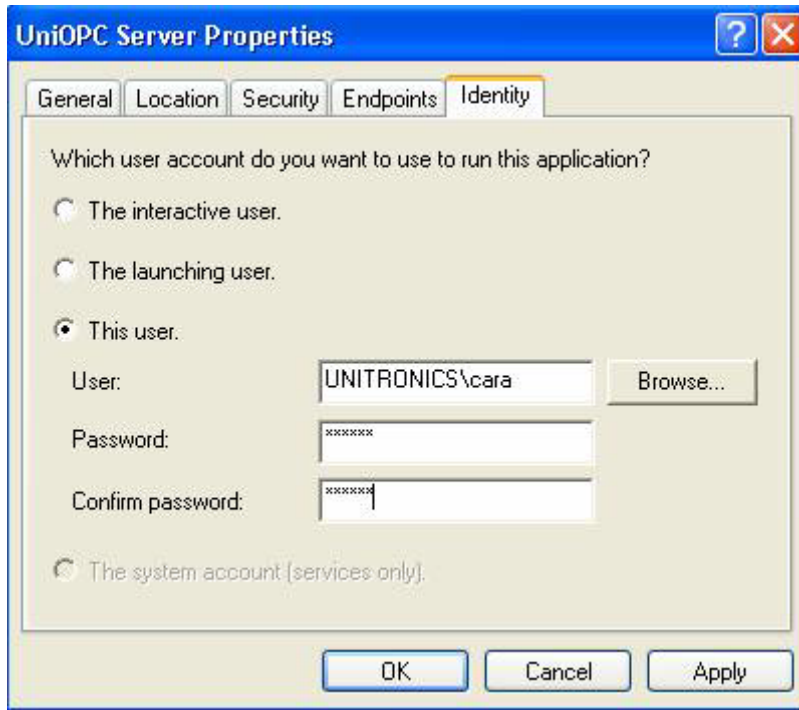 UniOPC Server Properties
General Location Security Endpoints Identity
Which user account do you want to use to run this application?
The interactive user.
The launching user.
This user.
User: UNITRONICS\cara Browse...
Password: ******
Confirm password: ******
The system account (services only).
OK Cancel Apply